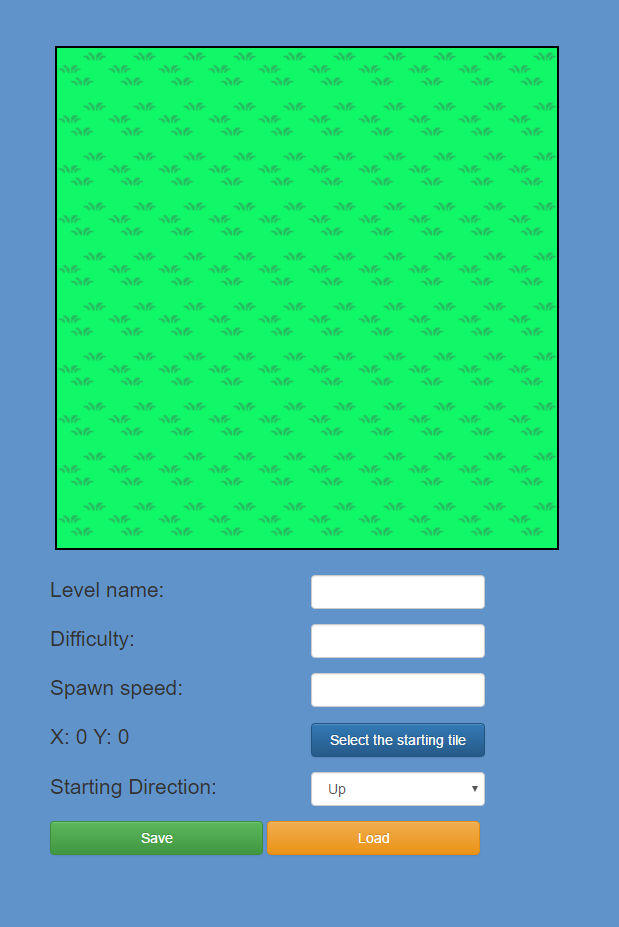 Level name:
Difficulty:
Spawn speed:
X: 0 Y: 0 Select the starting tile
Starting Direction: Up
Save Load